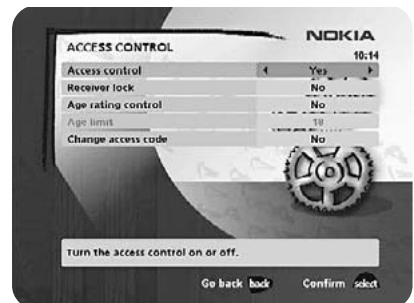 NOKIA
ACCESS CONTROL
10:14
Access control Yes
Receiver lock No
Age rating control No
Age limit 18
Change access code No
Turn the access control on or off.
Go back back Confirm select